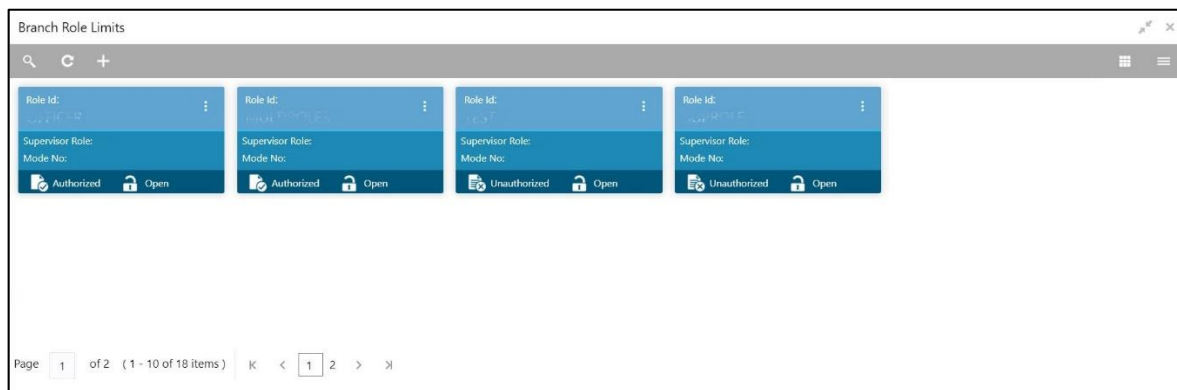 Branch Role Limits
Role Id:
Supervisor Role:
Mode No:
Authorized Open
Role Id:
Supervisor Role:
Mode No:
Authorized Open
Role Id:
TEST
Supervisor Role:
Mode No:
Unauthorized Open
Role Id:
Supervisor Role:
Mode No:
Unauthorized Open
Page 1 of 2 ( 1 - 10 of 18 items ) 1 2